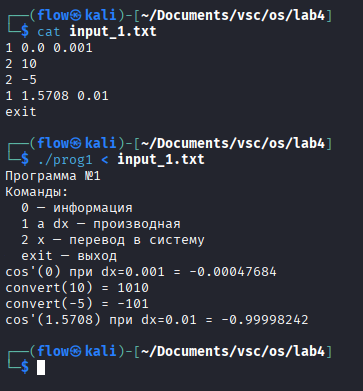 ┌──(flow㉿kali)-[~/Documents/vsc/os/lab4]
└─$ cat input_1.txt
1 0.0 0.001
2 10
2 -5
1 1.5708 0.01
exit
┌──(flow㉿kali)-[~/Documents/vsc/os/lab4]
└─$ ./prog1 < input_1.txt
Программа №1
Команды:
  0 — информация
  1 a dx — производная
  2 x — перевод в систему
  exit — выход
cos'(0) при dx=0.001 = -0.00047684
convert(10) = 1010
convert(-5) = -101
cos'(1.5708) при dx=0.01 = -0.99998242
┌──(flow㉿kali)-[~/Documents/vsc/os/lab4]
└─$